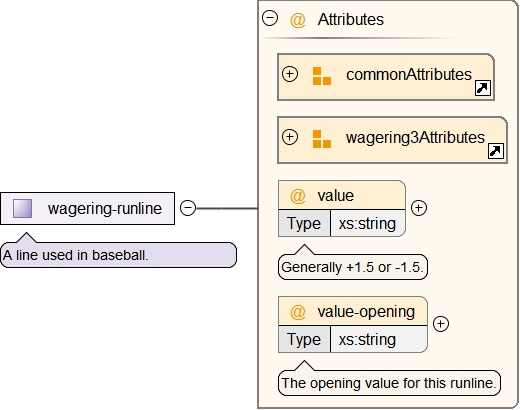 @ Attributes
commonAttributes
wagering3Attributes
wagering-runline
A line used in baseball.
@ value
Type xs:string
Generally +1.5 or -1.5.
@ value-opening
Type xs:string
The opening value for this runline.